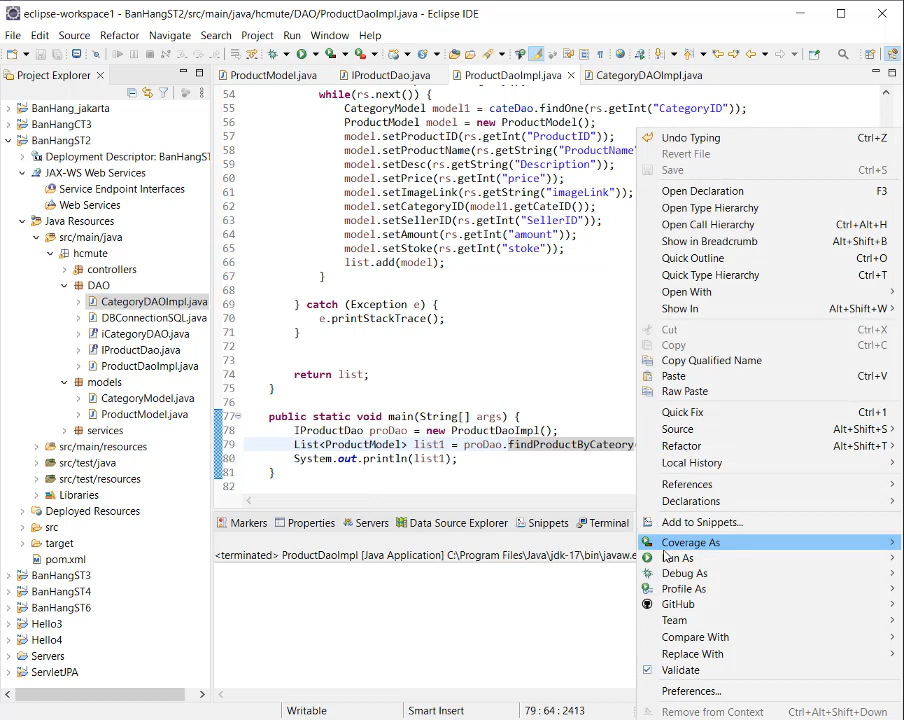 eclipse-workspace1 - BanHangST2/src/main/java/hcmute/DAO/ProductDaoImpl.java - Eclipse IDE
File Edit Source Refactor Navigate Search Project Run Window Help
Project Explorer
ProductModel.java
IProductDao.java
ProductDaoImpl.java
CategoryDAOImpl.java
BanHang_jakarta
BanHangCT3
BanHangST2
Deployment Descriptor: BanHangST
JAX-WS Web Services
Service Endpoint Interfaces
Web Services
Java Resources
src/main/java
hcmute
controllers
DAO
CategoryDAOImpl.java
DBConnectionSQL.java
iCategoryDAO.java
IProductDao.java
ProductDaoImpl.java
models
CategoryModel.java
ProductModel.java
services
src/main/resources
src/test/java
src/test/resources
Libraries
Deployed Resources
src
target
pom.xml
BanHangST3
BanHangST4
BanHangST6
Hello3
Hello4
Servers
ServletJPA
54 while(rs.next()) {
55 CategoryModel model1 = cateDao.findOne(rs.getInt("CategoryID"));
56 ProductModel model = new ProductModel();
57 model.setProductID(rs.getInt("ProductID"));
58 model.setProductName(rs.getString("ProductName"
59 model.setDesc(rs.getString("Description"));
60 model.setPrice(rs.getInt("price"));
61 model.setImageLink(rs.getString("imageLink"));
62 model.setCategoryID(model1.getCateID());
63 model.setSellerID(rs.getInt("SellerID"));
64 model.setAmount(rs.getInt("amount"));
65 model.setStoke(rs.getInt("stoke"));
66 list.add(model);
67 }
68
69 } catch (Exception e) {
70 e.printStackTrace();
71 }
72
73
74 return list;
75 }
76
77 public static void main(String[] args) {
78 IProductDao proDao = new ProductDaoImpl();
79 List<ProductModel> list1 = proDao.findProductByCateory
80 System.out.println(list1);
81 }
82
Markers Properties Servers Data Source Explorer Snippets Terminal
<terminated> ProductDaoImpl [Java Application] C:\Program Files\Java\jdk-17\bin\javaw.e
Writable Smart Insert 79 : 64 : 2413
Undo Typing Ctrl+Z
Revert File
Save Ctrl+S
Open Declaration F3
Open Type Hierarchy
Open Call Hierarchy Ctrl+Alt+H
Show in Breadcrumb Alt+Shift+B
Quick Outline Ctrl+O
Quick Type Hierarchy Ctrl+T
Open With
Show In Alt+Shift+W
Cut Ctrl+X
Copy Ctrl+C
Copy Qualified Name
Paste Ctrl+V
Raw Paste
Quick Fix Ctrl+1
Source Alt+Shift+S
Refactor Alt+Shift+T
Local History
References
Declarations
Add to Snippets...
Coverage As
Run As
Debug As
Profile As
GitHub
Team
Compare With
Replace With
Validate
Preferences...
Remove from Context Ctrl+Alt+Shift+Down